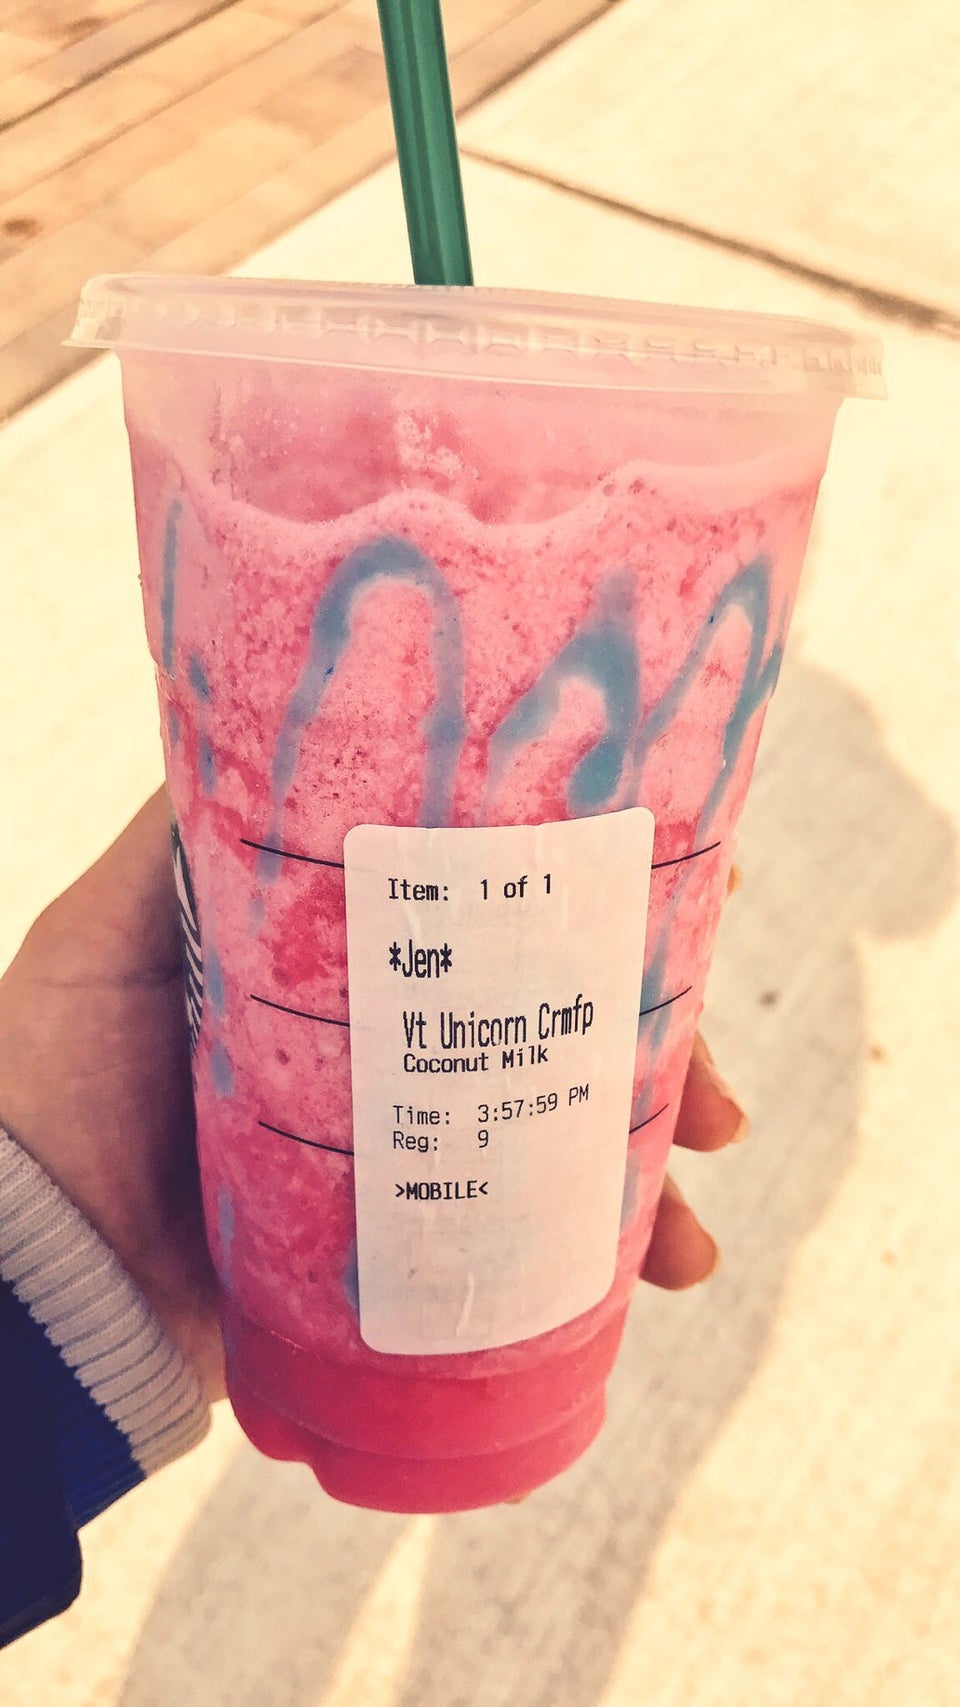 Item: 1 of 1
*Jen*
Vt Unicorn Crmfp
Coconut Milk
Time: 3:57:59 PM
Reg: 9
>MOBILE<